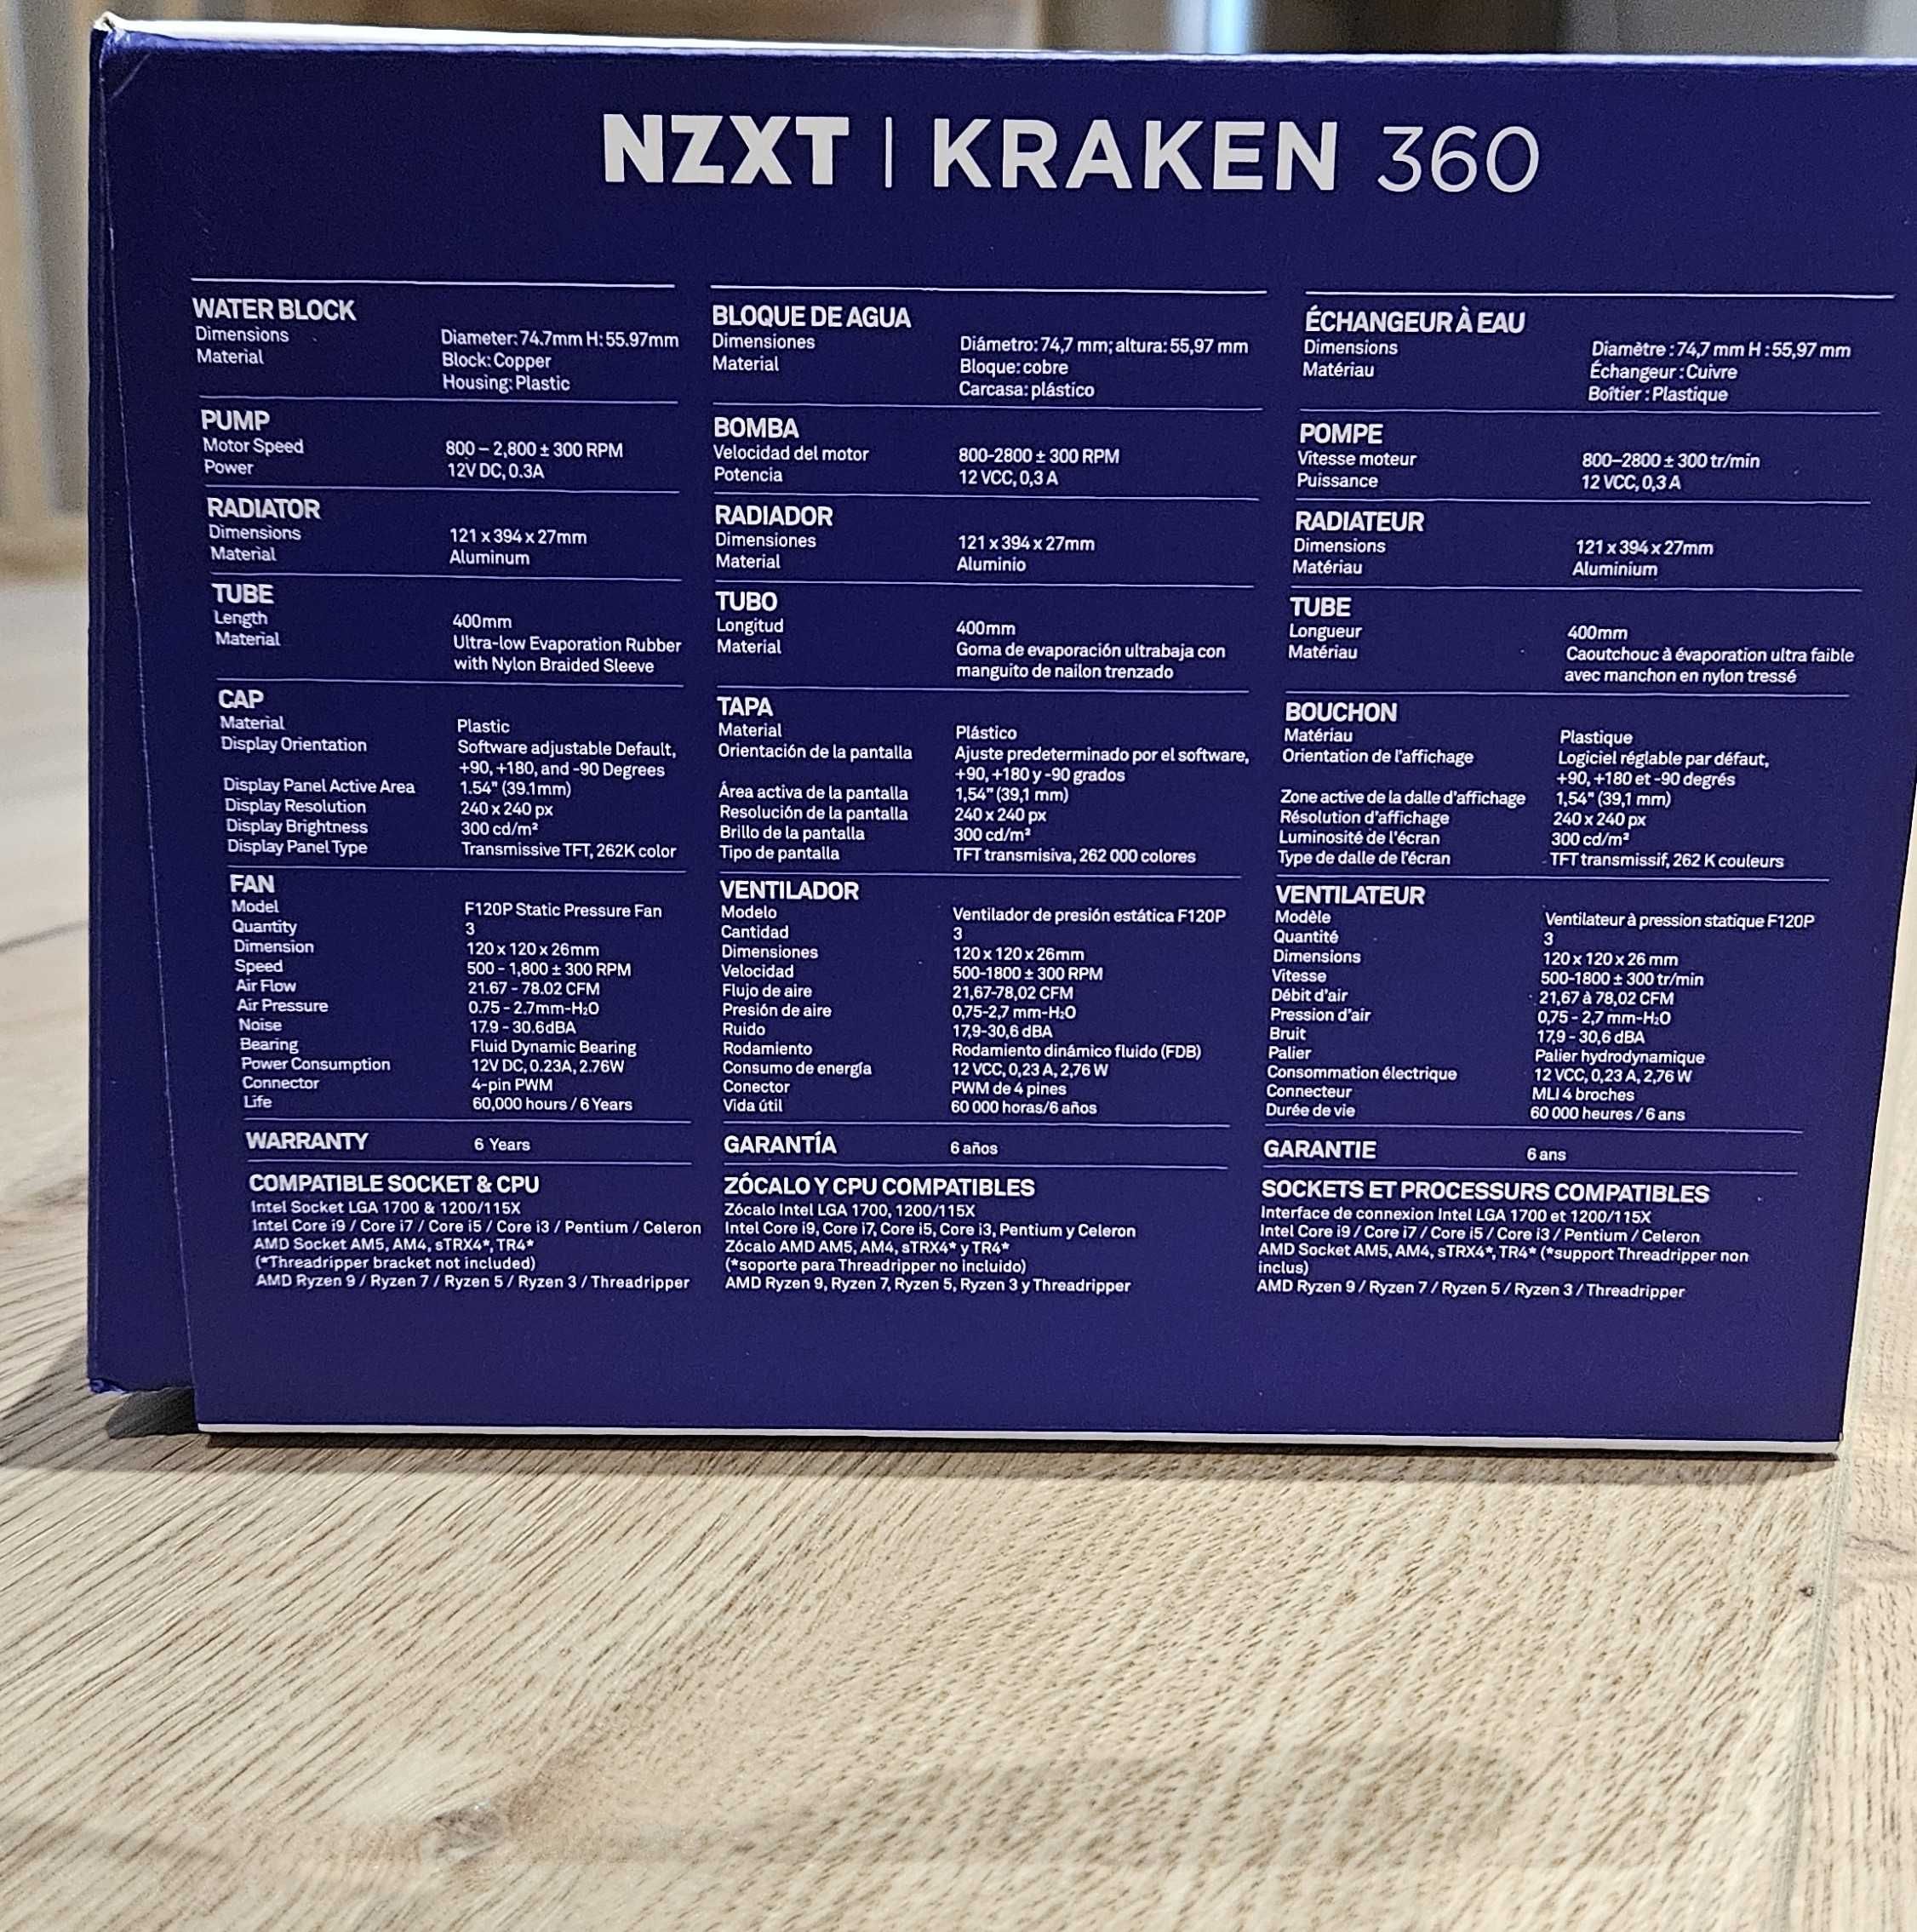 NZXT | KRAKEN 360
WATER BLOCK
Dimensions Diameter: 74.7mm H: 55.97mm
Material Block: Copper
Housing: Plastic
PUMP
Motor Speed 800 – 2,800 ± 300 RPM
Power 12V DC, 0.3A
RADIATOR
Dimensions 121 x 394 x 27mm
Material Aluminum
TUBE
Length 400mm
Material Ultra-low Evaporation Rubber
with Nylon Braided Sleeve
CAP
Material Plastic
Display Orientation Software adjustable Default,
+90, +180, and -90 Degrees
Display Panel Active Area 1.54" (39.1mm)
Display Resolution 240 x 240 px
Display Brightness 300 cd/m²
Display Panel Type Transmissive TFT, 262K color
FAN
Model F120P Static Pressure Fan
Quantity 3
Dimension 120 x 120 x 26mm
Speed 500 - 1,800 ± 300 RPM
Air Flow 21.67 - 78.02 CFM
Air Pressure 0.75 - 2.7mm-H₂O
Noise 17.9 - 30.6dBA
Bearing Fluid Dynamic Bearing
Power Consumption 12V DC, 0.23A, 2.76W
Connector 4-pin PWM
Life 60,000 hours / 6 Years
WARRANTY 6 Years
COMPATIBLE SOCKET & CPU
Intel Socket LGA 1700 & 1200/115X
Intel Core i9 / Core i7 / Core i5 / Core i3 / Pentium / Celeron
AMD Socket AM5, AM4, sTRX4*, TR4*
(*Threadripper bracket not included)
AMD Ryzen 9 / Ryzen 7 / Ryzen 5 / Ryzen 3 / Threadripper
BLOQUE DE AGUA
Dimensiones Diámetro: 74,7 mm; altura: 55,97 mm
Material Bloque: cobre
Carcasa: plástico
BOMBA
Velocidad del motor 800-2800 ± 300 RPM
Potencia 12 VCC, 0,3 A
RADIADOR
Dimensiones 121 x 394 x 27mm
Material Aluminio
TUBO
Longitud 400mm
Material Goma de evaporación ultrabaja con
manguito de nailon trenzado
TAPA
Material Plástico
Orientación de la pantalla Ajuste predeterminado por el software,
+90, +180 y -90 grados
Área activa de la pantalla 1,54" (39,1 mm)
Resolución de la pantalla 240 x 240 px
Brillo de la pantalla 300 cd/m²
Tipo de pantalla TFT transmisiva, 262 000 colores
VENTILADOR
Modelo Ventilador de presión estática F120P
Cantidad 3
Dimensiones 120 x 120 x 26mm
Velocidad 500-1800 ± 300 RPM
Flujo de aire 21,67-78,02 CFM
Presión de aire 0,75-2,7 mm-H₂O
Ruido 17,9-30,6 dBA
Rodamiento Rodamiento dinámico fluido (FDB)
Consumo de energía 12 VCC, 0,23 A, 2,76 W
Conector PWM de 4 pines
Vida útil 60 000 horas/6 años
GARANTÍA 6 años
ZÓCALO Y CPU COMPATIBLES
Zócalo Intel LGA 1700, 1200/115X
Intel Core i9, Core i7, Core i5, Core i3, Pentium y Celeron
Zócalo AMD AM5, AM4, sTRX4* y TR4*
(*soporte para Threadripper no incluido)
AMD Ryzen 9, Ryzen 7, Ryzen 5, Ryzen 3 y Threadripper
ÉCHANGEUR À EAU
Dimensions Diamètre : 74,7 mm H : 55,97 mm
Matériau Échangeur : Cuivre
Boîtier : Plastique
POMPE
Vitesse moteur 800–2800 ± 300 tr/min
Puissance 12 VCC, 0,3 A
RADIATEUR
Dimensions 121 x 394 x 27mm
Matériau Aluminium
TUBE
Longueur 400mm
Matériau Caoutchouc à évaporation ultra faible
avec manchon en nylon tressé
BOUCHON
Matériau Plastique
Orientation de l'affichage Logiciel réglable par défaut,
+90, +180 et -90 degrés
Zone active de la dalle d'affichage 1,54" (39,1 mm)
Résolution d'affichage 240 x 240 px
Luminosité de l'écran 300 cd/m²
Type de dalle de l'écran TFT transmissif, 262 K couleurs
VENTILATEUR
Modèle Ventilateur à pression statique F120P
Quantité 3
Dimensions 120 x 120 x 26 mm
Vitesse 500-1800 ± 300 tr/min
Débit d'air 21,67 à 78,02 CFM
Pression d'air 0,75 - 2,7 mm-H₂O
Bruit 17,9 - 30,6 dBA
Palier Palier hydrodynamique
Consommation électrique 12 VCC, 0,23 A, 2,76 W
Connecteur MLI 4 broches
Durée de vie 60 000 heures / 6 ans
GARANTIE 6 ans
SOCKETS ET PROCESSURS COMPATIBLES
Interface de connexion Intel LGA 1700 et 1200/115X
Intel Core i9 / Core i7 / Core i5 / Core i3 / Pentium / Celeron
AMD Socket AM5, AM4, sTRX4*, TR4* (*support Threadripper non
inclus)
AMD Ryzen 9 / Ryzen 7 / Ryzen 5 / Ryzen 3 / Threadripper